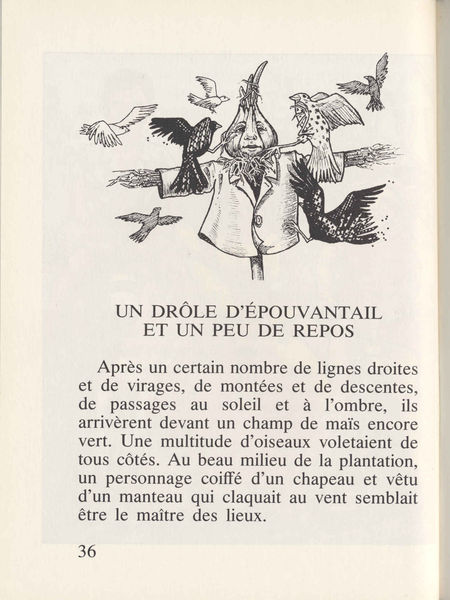 UN DRÔLE D'ÉPOUVANTAIL
ET UN PEU DE REPOS
Après un certain nombre de lignes droites
et de virages, de montées et de descentes,
de passages au soleil et à l'ombre, ils
arrivèrent devant un champ de maïs encore
vert. Une multitude d'oiseaux voletaient de
tous côtés. Au beau milieu de la plantation,
un personnage coiffé d'un chapeau et vêtu
d'un manteau qui claquait au vent semblait
être le maître des lieux.
36